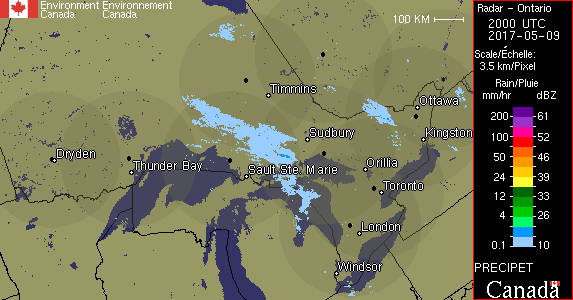 Environment Environnement
Canada Canada
100 KM
Timmins
Ottawa
Sudbury
Kingston
Dryden
Thunder Bay
Sault Ste. Marie
Orillia
Toronto
London
Windsor
Radar - Ontario
2000 UTC
2017-05-09
Scale/Échelle:
3.5 km/Pixel
Rain/Pluie
mm/hr dBZ
200 61
100 52
50 46
24 39
12 33
4 26
0.1 10
PRECIPET
Canada